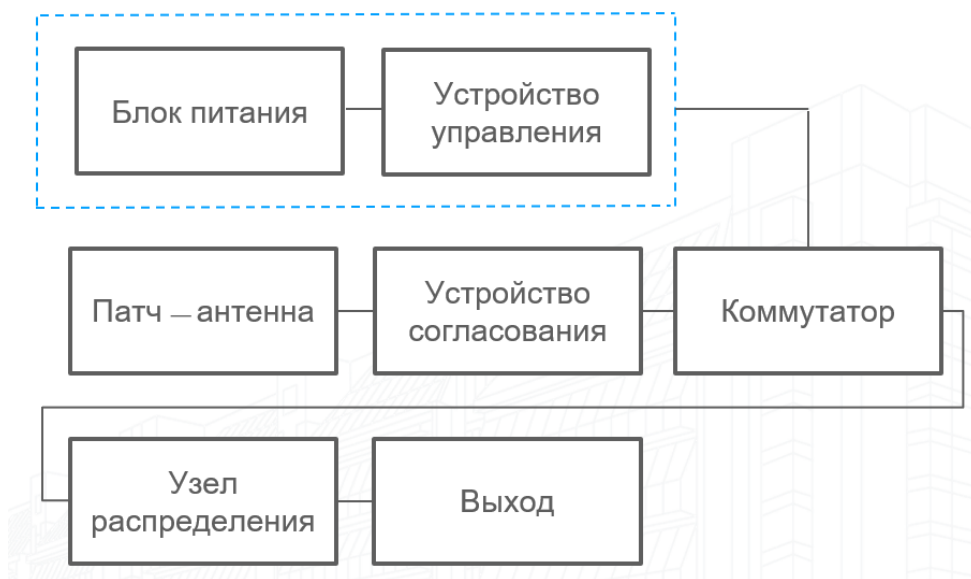 Блок питания
Устройство
управления
Патч — антенна
Устройство
согласования
Коммутатор
Узел
распределения
Выход